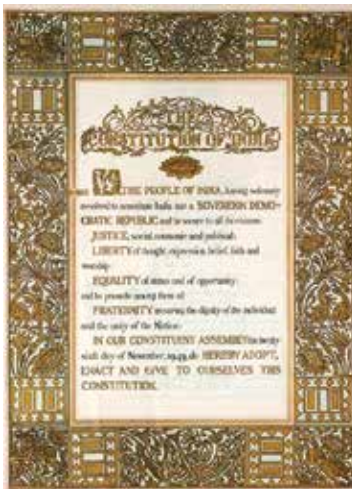 THE
CONSTITUTION OF INDIA
WE, THE PEOPLE OF INDIA, having solemnly
resolved to constitute India into a SOVEREIGN DEMO-
CRATIC REPUBLIC and to secure to all its citizens:
JUSTICE, social, economic and political;
LIBERTY of thought, expression, belief, faith and
worship;
EQUALITY of status and of opportunity;
and to promote among them all
FRATERNITY assuring the dignity of the individual
and the unity of the Nation;
IN OUR CONSTITUENT ASSEMBLY this twenty
sixth day of November, 1949, do HEREBY ADOPT,
ENACT AND GIVE TO OURSELVES THIS
CONSTITUTION.